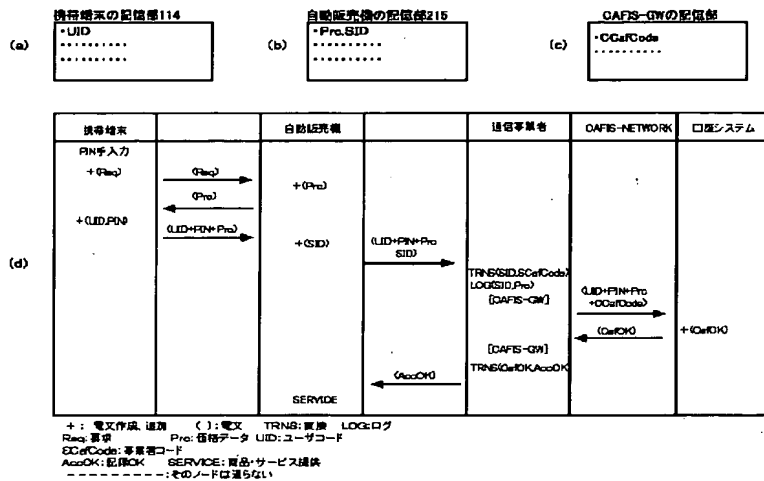 携帯端末の記憶部114
自動販売機の記憶部215
CAFIS-GWの記憶部
(a)
・UID
・・・・・・・・・・
・・・・・・・・・・
(b)
・Pro.SID
・・・・・・・・・・
・・・・・・・・・・
(c)
・CCafCode
・・・・・・・・・・
携帯端末
自動販売機
通信事業者
CAFIS-NETWORK
口座システム
PIN手入力
+(Req)
(Req)
+(Pro)
(Pro)
+(UID,PIN)
(UID+PIN+Pro)
+(SID)
(UID+PIN+Pro
SID)
(d)
TRNS(SID,SCafCode)
LOG(SID,Pro)
[CAFIS-GW]
(UID+PIN+Pro
+CCafCode)
(CafOK)
+(CafOK)
[CAFIS-GW]
TRNS(CafOK,AccOK)
(AccOK)
SERVICE
+: 電文作成, 追加 ( ):電文 TRNS:変換 LOG:ログ
Req:要求 Pro:価格データ UID:ユーザコード
SCafCode:事業者コード
AccOK:記録OK SERVICE:商品・サービス提供
----------:そのノードは通らない